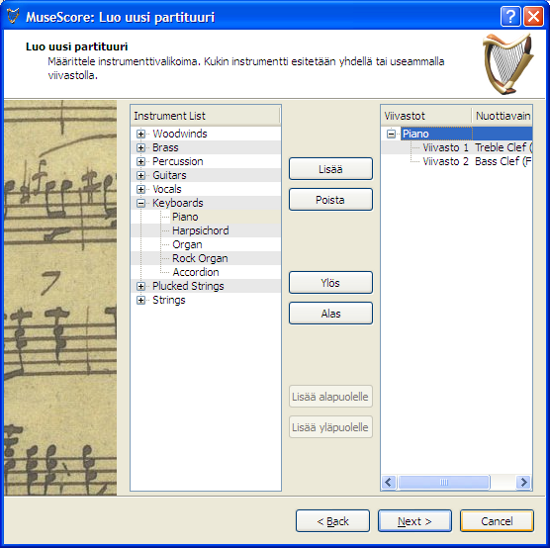 MuseScore: Luo uusi partituuri
Luo uusi partituuri
Määrittele instrumenttivalikoima. Kukin instrumentti esitetään yhdellä tai useammalla
viivastolla.
Instrument List
Woodwinds
Brass
Percussion
Guitars
Vocals
Keyboards
Piano
Harpsichord
Organ
Rock Organ
Accordion
Plucked Strings
Strings
Lisää
Poista
Ylös
Alas
Lisää alapuolelle
Lisää yläpuolelle
Viivastot Nuottiavain
Piano
Viivasto 1 Treble Clef (
Viivasto 2 Bass Clef (F
< Back
Next >
Cancel